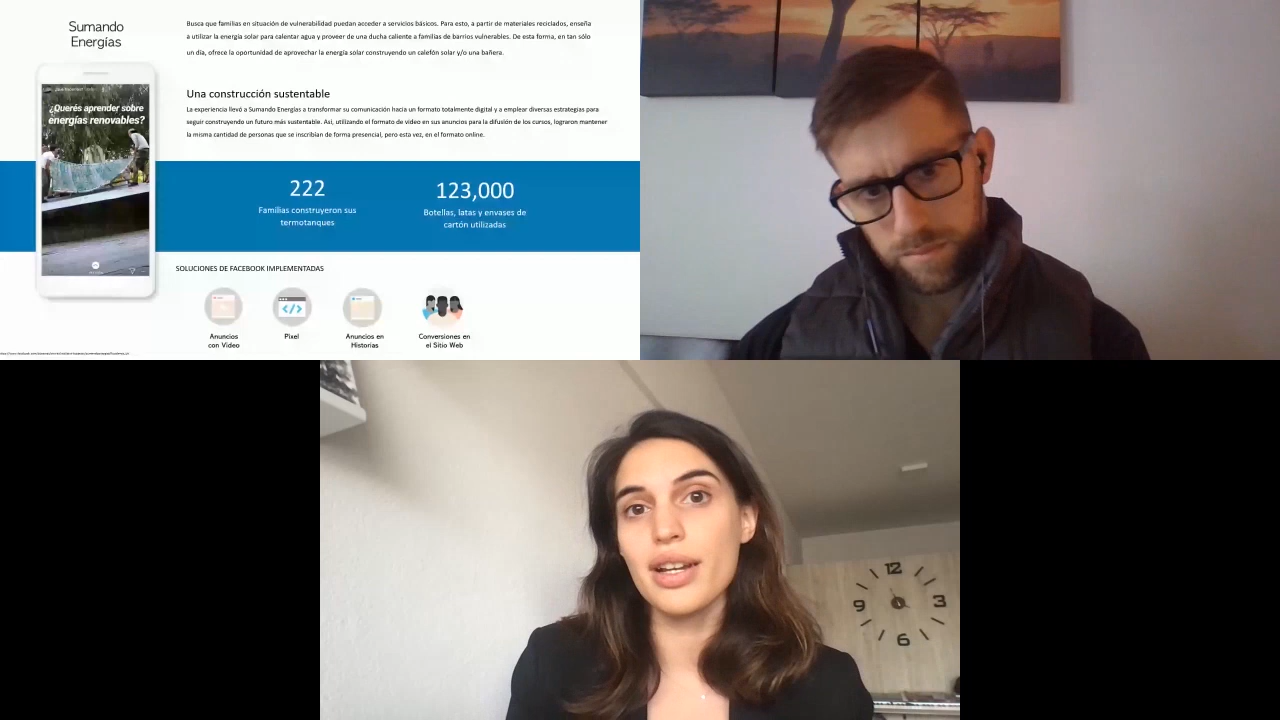 Sumando
Energías
Busca que familias en situación de vulnerabilidad puedan acceder a servicios básicos. Para esto, a partir de materiales reciclados, enseña
a utilizar la energía solar para calentar agua y proveer de una ducha caliente a familias de barrios vulnerables. De esta forma, en tan sólo
un día, ofrece la oportunidad de aprovechar la energía solar construyendo un calefón solar y/o una bañera.
¿Querés aprender sobre
energías renovables?
Una construcción sustentable
La experiencia llevó a Sumando Energías a transformar su comunicación hacia un formato totalmente digital y a emplear diversas estrategias para
seguir construyendo un futuro más sustentable. Así, utilizando el formato de video en sus anuncios para la difusión de los cursos, lograron mantener
la misma cantidad de personas que se inscribían de forma presencial, pero esta vez, en el formato online.
222
Familias construyeron sus
termotanques
123,000
Botellas, latas y envases de
cartón utilizadas
SOLUCIONES DE FACEBOOK IMPLEMENTADAS
Anuncios
con Video
</>
Pixel
Anuncios en
Historias
Conversiones en
el Sitio Web
12
9 3
6